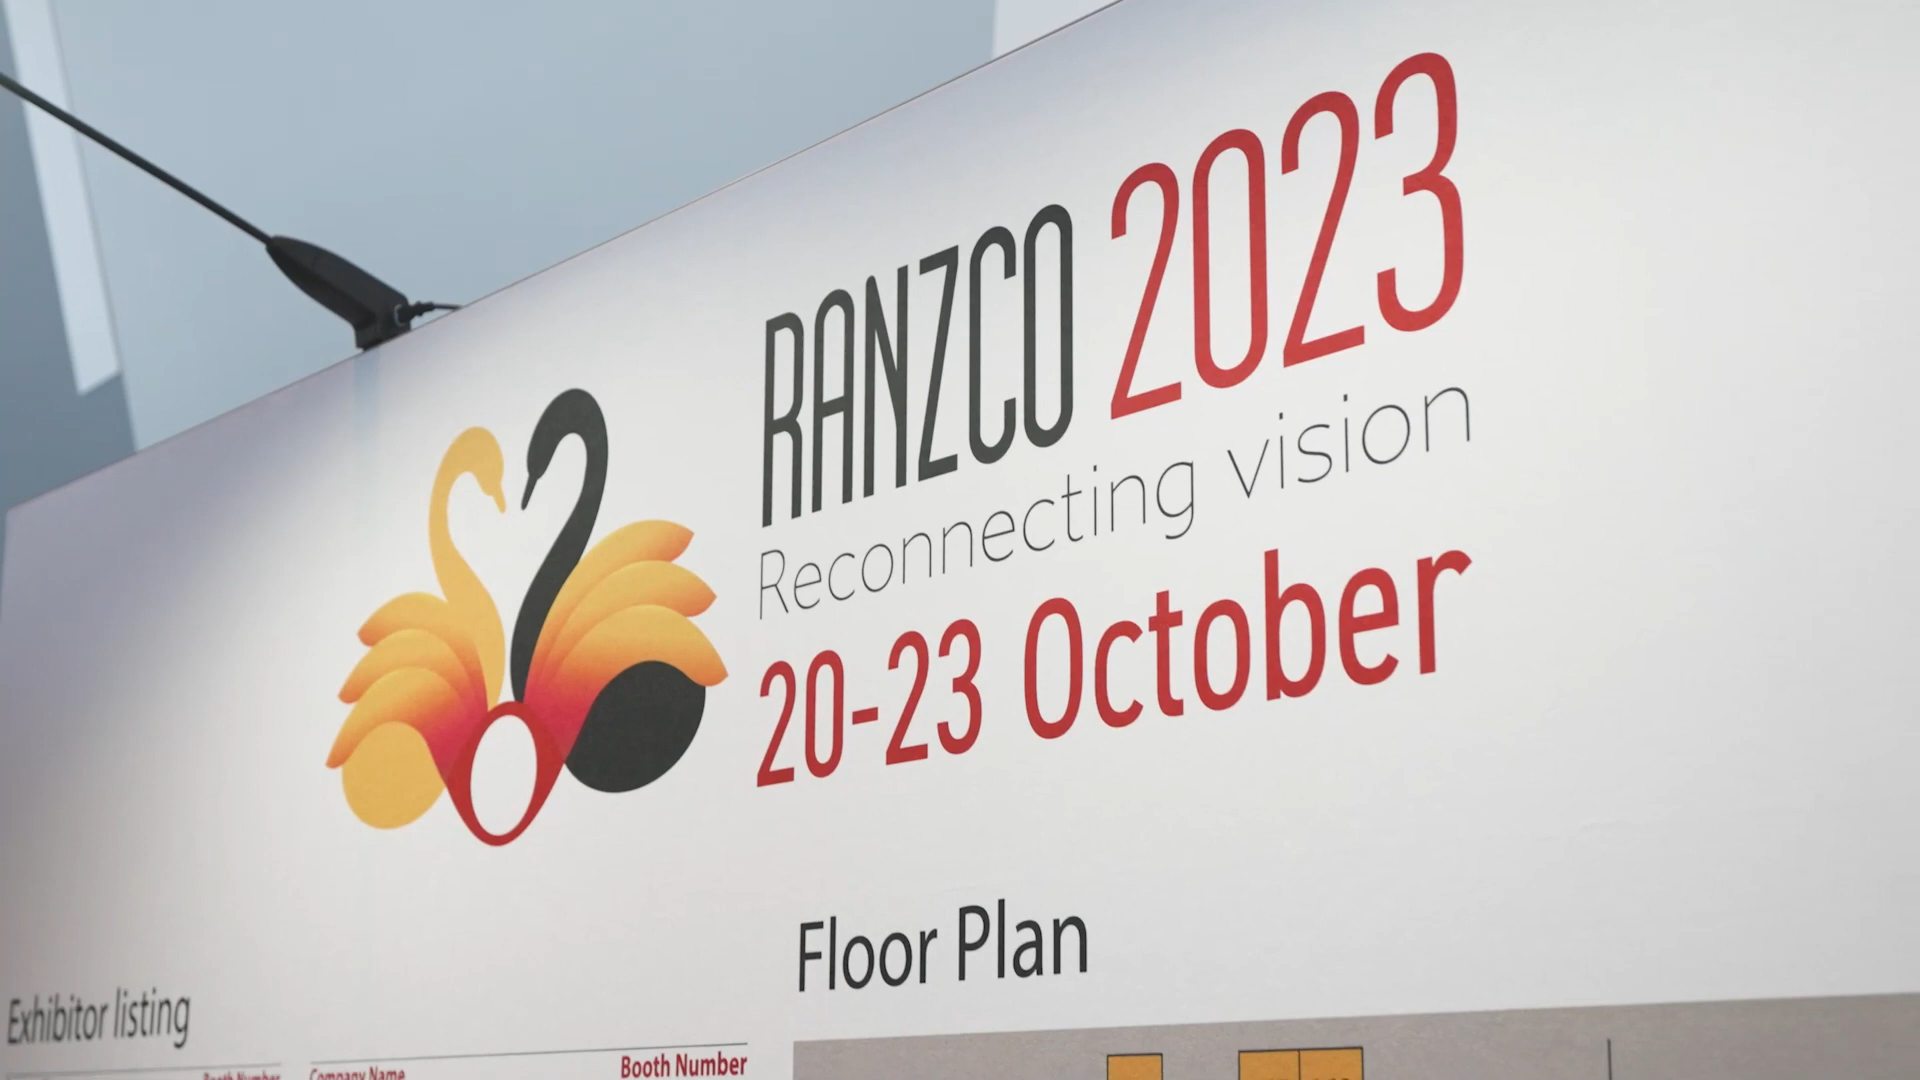 RANZCO 2023
Reconnecting vision
20-23 October
Floor Plan
Exhibitor listing
Booth Number
Company Name
Booth Number